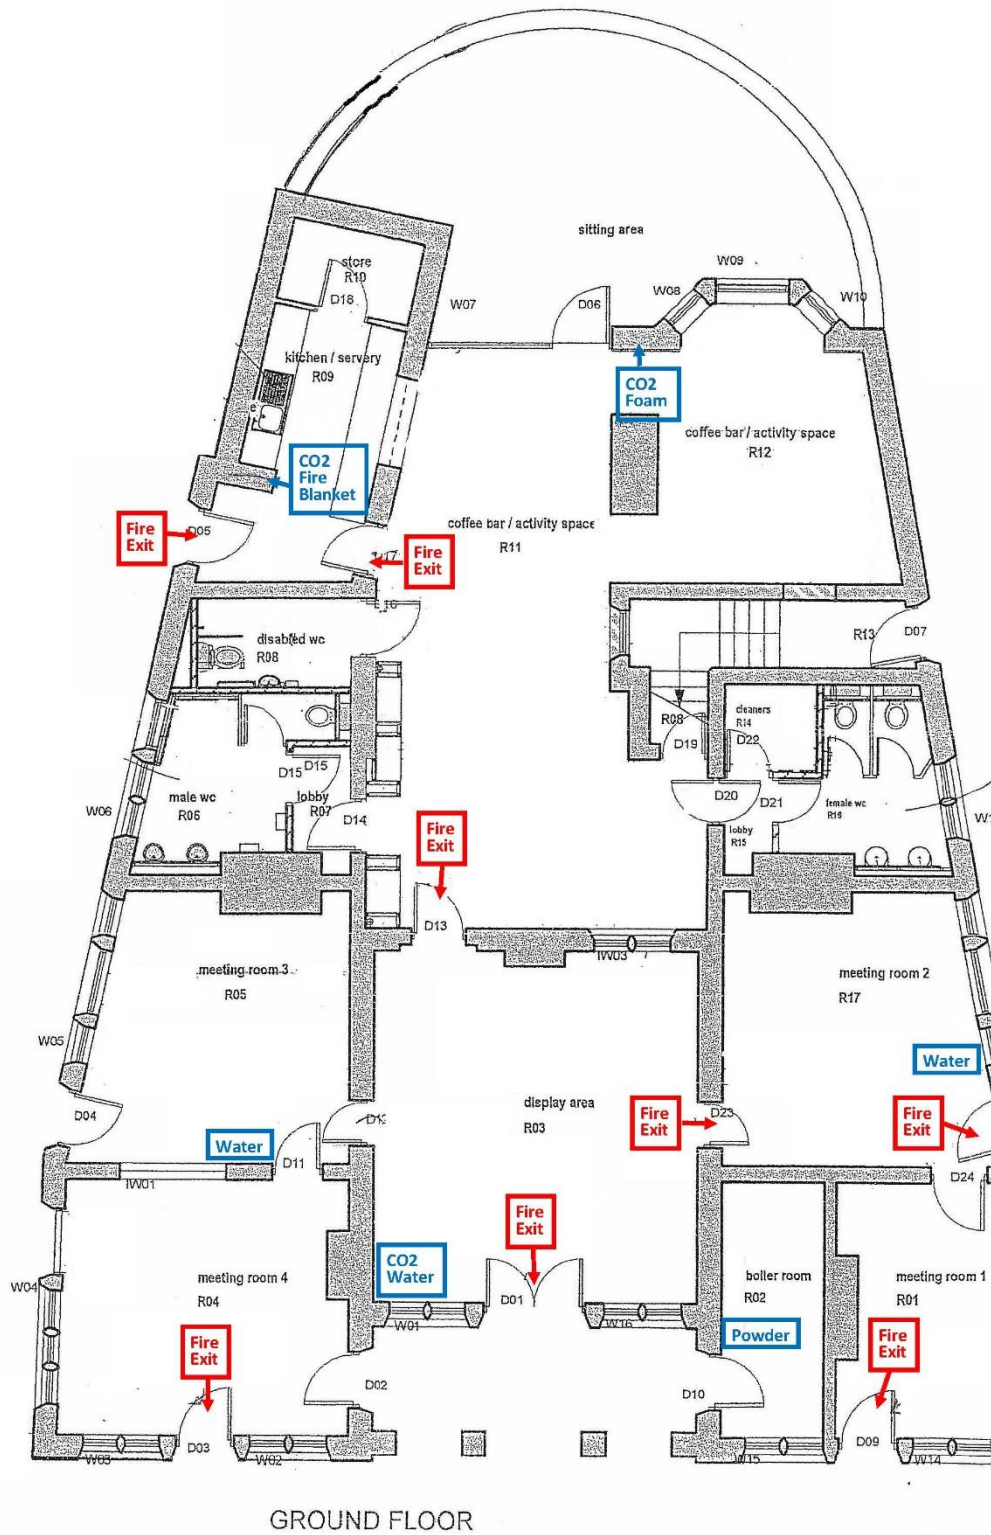 sitting area
W09
W08
W10
W07
D06
store
R10
D18
kitchen / servery
R09
CO2
Foam
coffee bar / activity space
R12
CO2
Fire
Blanket
coffee bar / activity space
R11
Fire
Exit
D05
Fire
Exit
disabled wc
R08
R13
D07
R08
D19
cleaners
R14
D22
D15
D15
male wc
R06
lobby
R07
D14
W06
D20
D21
lobby
R15
female wc
R16
Fire
Exit
D13
IW03
meeting room 3
R05
meeting room 2
R17
W05
Water
D04
display area
R03
Fire
Exit
D23
Fire
Exit
Water
D11
IW01
D24
Fire
Exit
CO2
Water
W04
meeting room 4
R04
D01
W01
W16
boiler room
R02
meeting room 1
R01
Powder
Fire
Exit
Fire
Exit
D02
D10
D03
W03
W02
W15
D09
W14
GROUND FLOOR